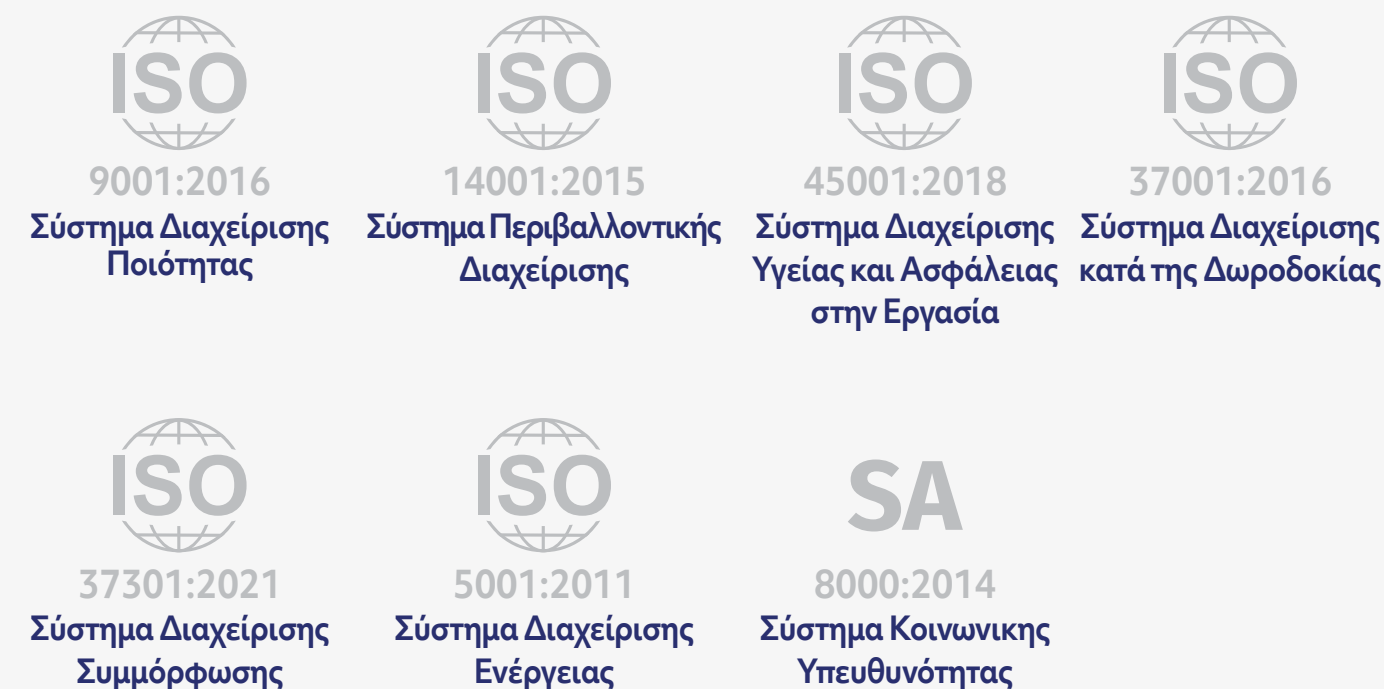 ISO
9001:2016
Σύστημα Διαχείρισης
Ποιότητας
ISO
14001:2015
Σύστημα Περιβαλλοντικής
Διαχείρισης
ISO
45001:2018
Σύστημα Διαχείρισης
Υγείας και Ασφάλειας
στην Εργασία
ISO
37001:2016
Σύστημα Διαχείρισης
κατά της Δωροδοκίας
ISO
37301:2021
Σύστημα Διαχείρισης
Συμμόρφωσης
ISO
5001:2011
Σύστημα Διαχείρισης
Ενέργειας
SA
8000:2014
Σύστημα Κοινωνικης
Υπευθυνότητας